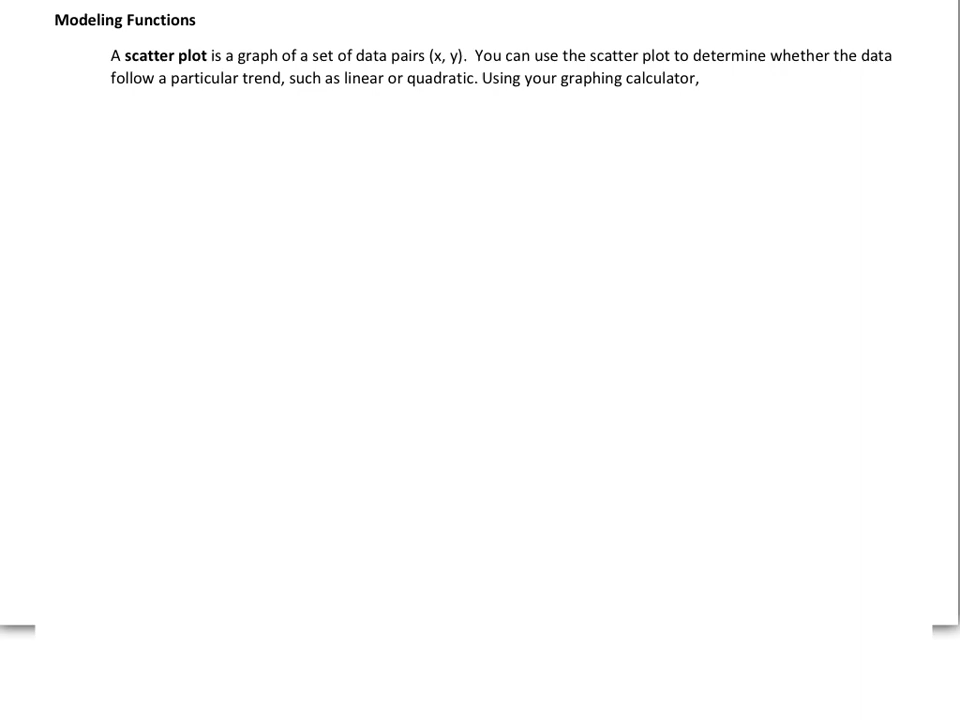 Modeling Functions
A scatter plot is a graph of a set of data pairs (x, y).  You can use the scatter plot to determine whether the data
follow a particular trend, such as linear or quadratic. Using your graphing calculator,